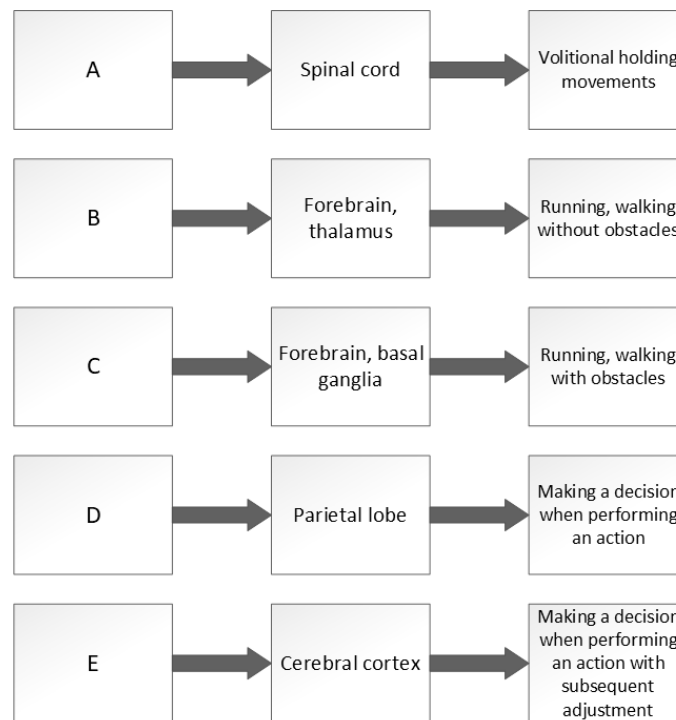 A
Spinal cord
Volitional holding
movements
B
Forebrain,
thalamus
Running, walking
without obstacles
C
Forebrain, basal
ganglia
Running, walking
with obstacles
D
Parietal lobe
Making a decision
when performing
an action
E
Cerebral cortex
Making a decision
when performing
an action with
subsequent
adjustment